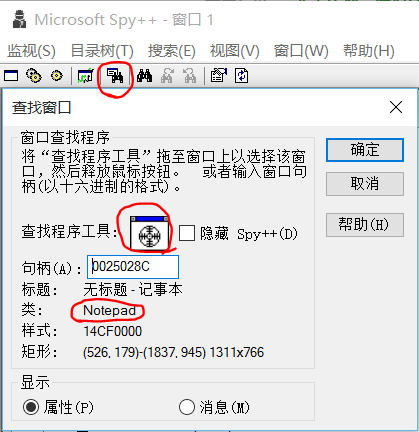 Microsoft Spy++ - 窗口 1
监视(S) 目录树(T) 搜索(E) 视图(V) 窗口(W) 帮助(H)
查找窗口
窗口查找程序
将“查找程序工具”拖至窗口上以选择该窗
口，然后释放鼠标按钮。 或者输入窗口句
柄(以十六进制的格式)。
确定
取消
帮助(H)
查找程序工具: 隐藏 Spy++(D)
句柄(A): 0025028C
标题: 无标题 - 记事本
类: Notepad
样式: 14CF0000
矩形: (526,179)-(1837,945) 1311x766
显示
属性(P) 消息(M)